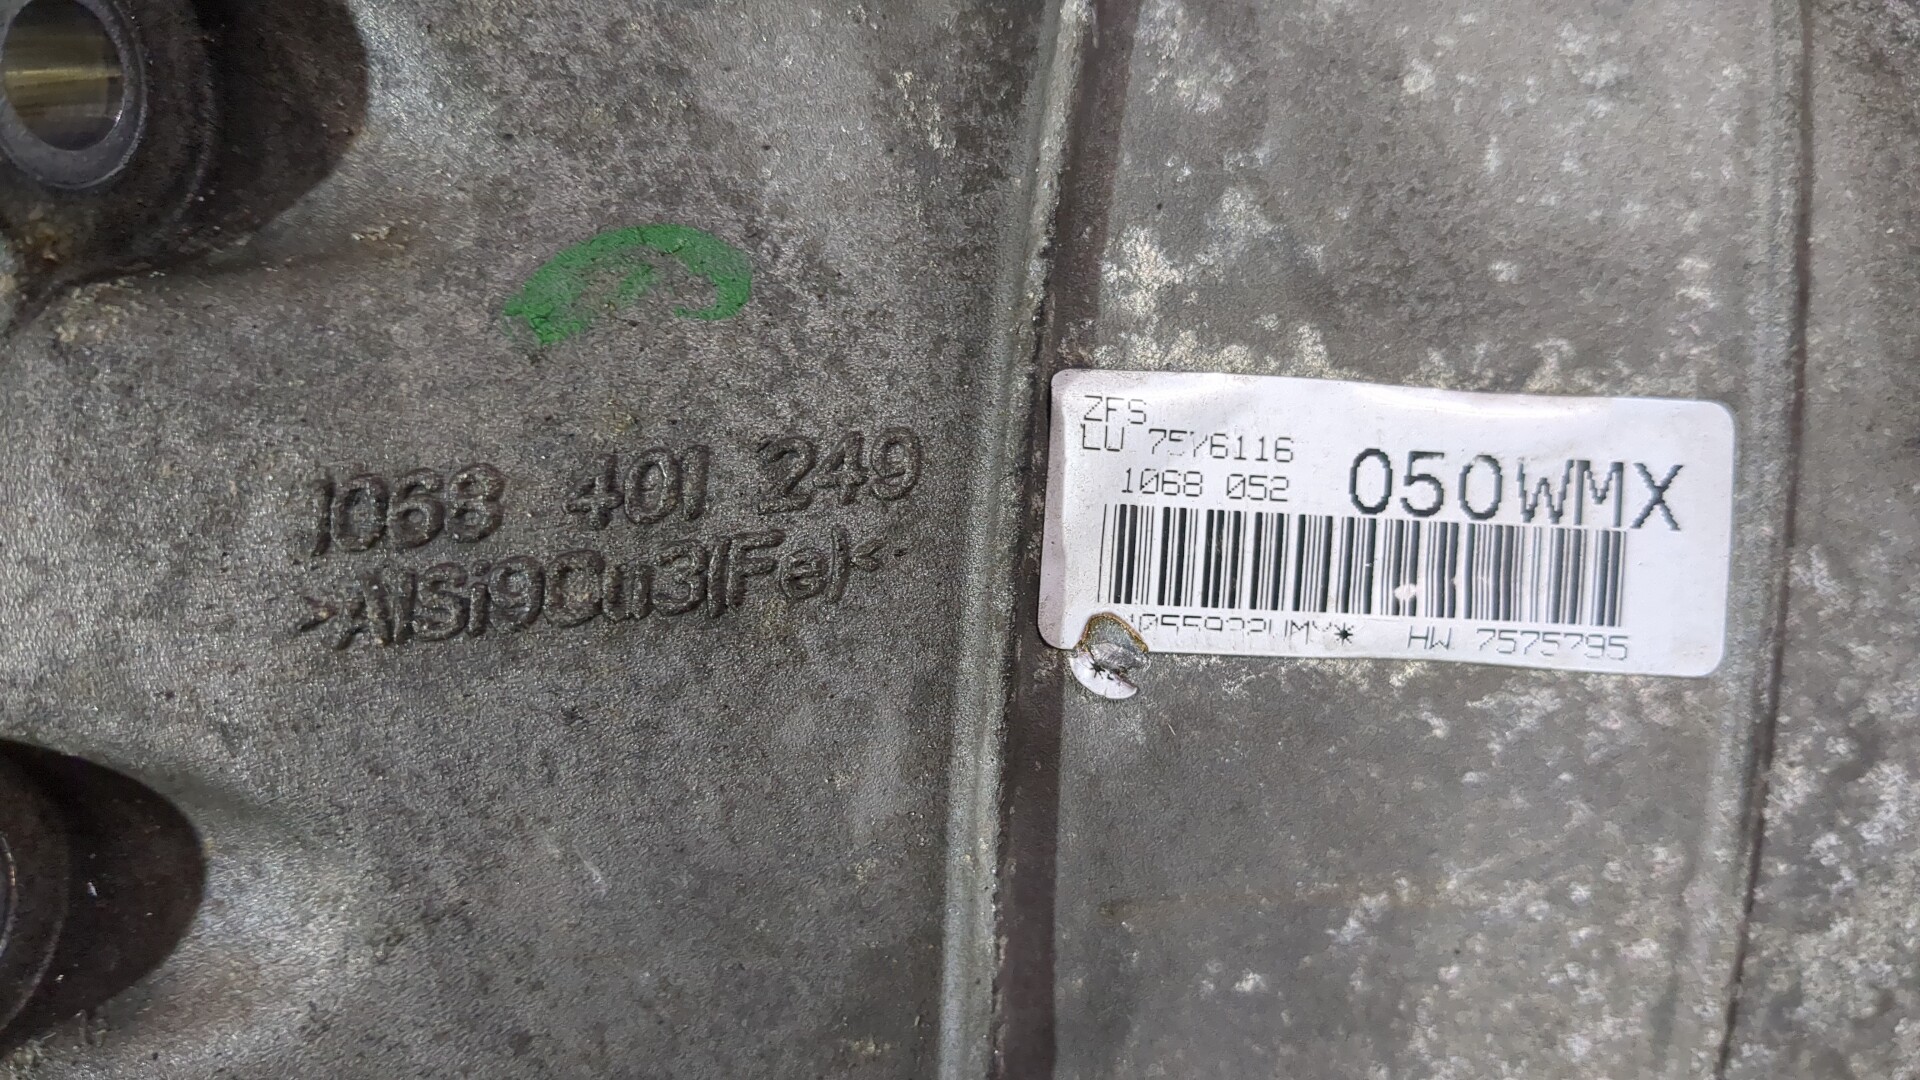 1068 401 249
>AlSi9Cu3(Fe)<
ZFS
LU 7576116
1068 052
050WMX
HW 7575795